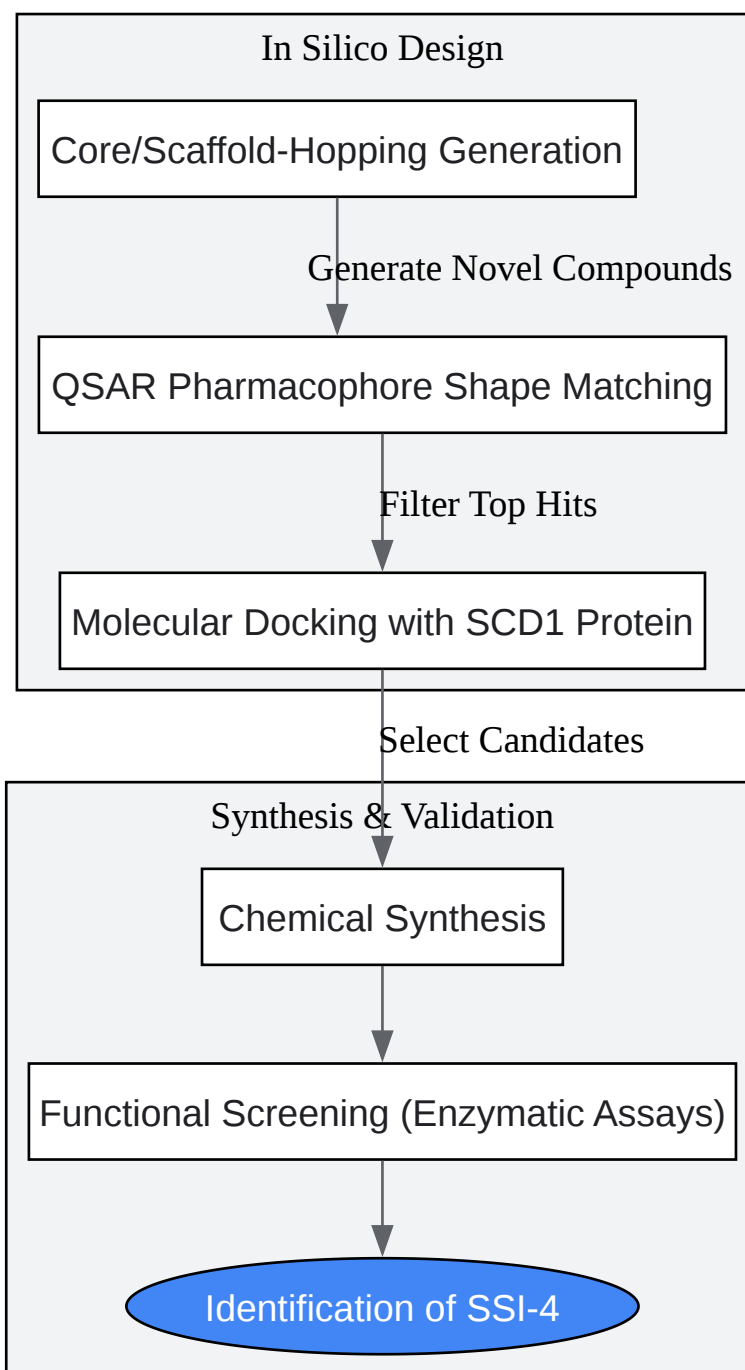 In Silico Design
Core/Scaffold-Hopping Generation
Generate Novel Compounds
QSAR Pharmacophore Shape Matching
Filter Top Hits
Molecular Docking with SCD1 Protein
Select Candidates
Synthesis & Validation
Chemical Synthesis
Functional Screening (Enzymatic Assays)
Identification of SSI-4